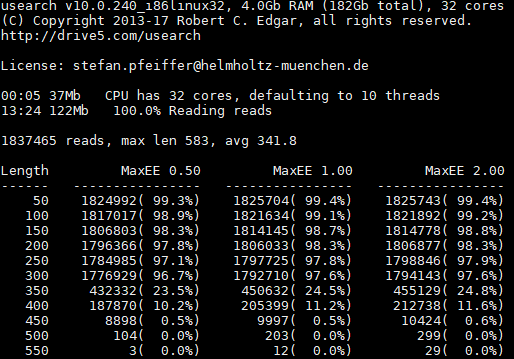 usearch v10.0.240_i86linux32, 4.0Gb RAM (182Gb total), 32 cores
(C) Copyright 2013-17 Robert C. Edgar, all rights reserved.
http://drive5.com/usearch
License: stefan.pfeiffer@helmholtz-muenchen.de
00:05 37Mb   CPU has 32 cores, defaulting to 10 threads
13:24 122Mb   100.0% Reading reads
1837465 reads, max len 583, avg 341.8
Length         MaxEE 0.50         MaxEE 1.00         MaxEE 2.00
------   ----------------   ----------------   ----------------
    50    1824992( 99.3%)    1825704( 99.4%)    1825743( 99.4%)
   100    1817017( 98.9%)    1821634( 99.1%)    1821892( 99.2%)
   150    1806803( 98.3%)    1814145( 98.7%)    1814778( 98.8%)
   200    1796366( 97.8%)    1806033( 98.3%)    1806877( 98.3%)
   250    1784985( 97.1%)    1797725( 97.8%)    1798846( 97.9%)
   300    1776929( 96.7%)    1792710( 97.6%)    1794143( 97.6%)
   350     432332( 23.5%)     450632( 24.5%)     455129( 24.8%)
   400     187870( 10.2%)     205399( 11.2%)     212738( 11.6%)
   450       8898(  0.5%)       9997(  0.5%)      10424(  0.6%)
   500        104(  0.0%)        203(  0.0%)        299(  0.0%)
   550          3(  0.0%)         12(  0.0%)         29(  0.0%)